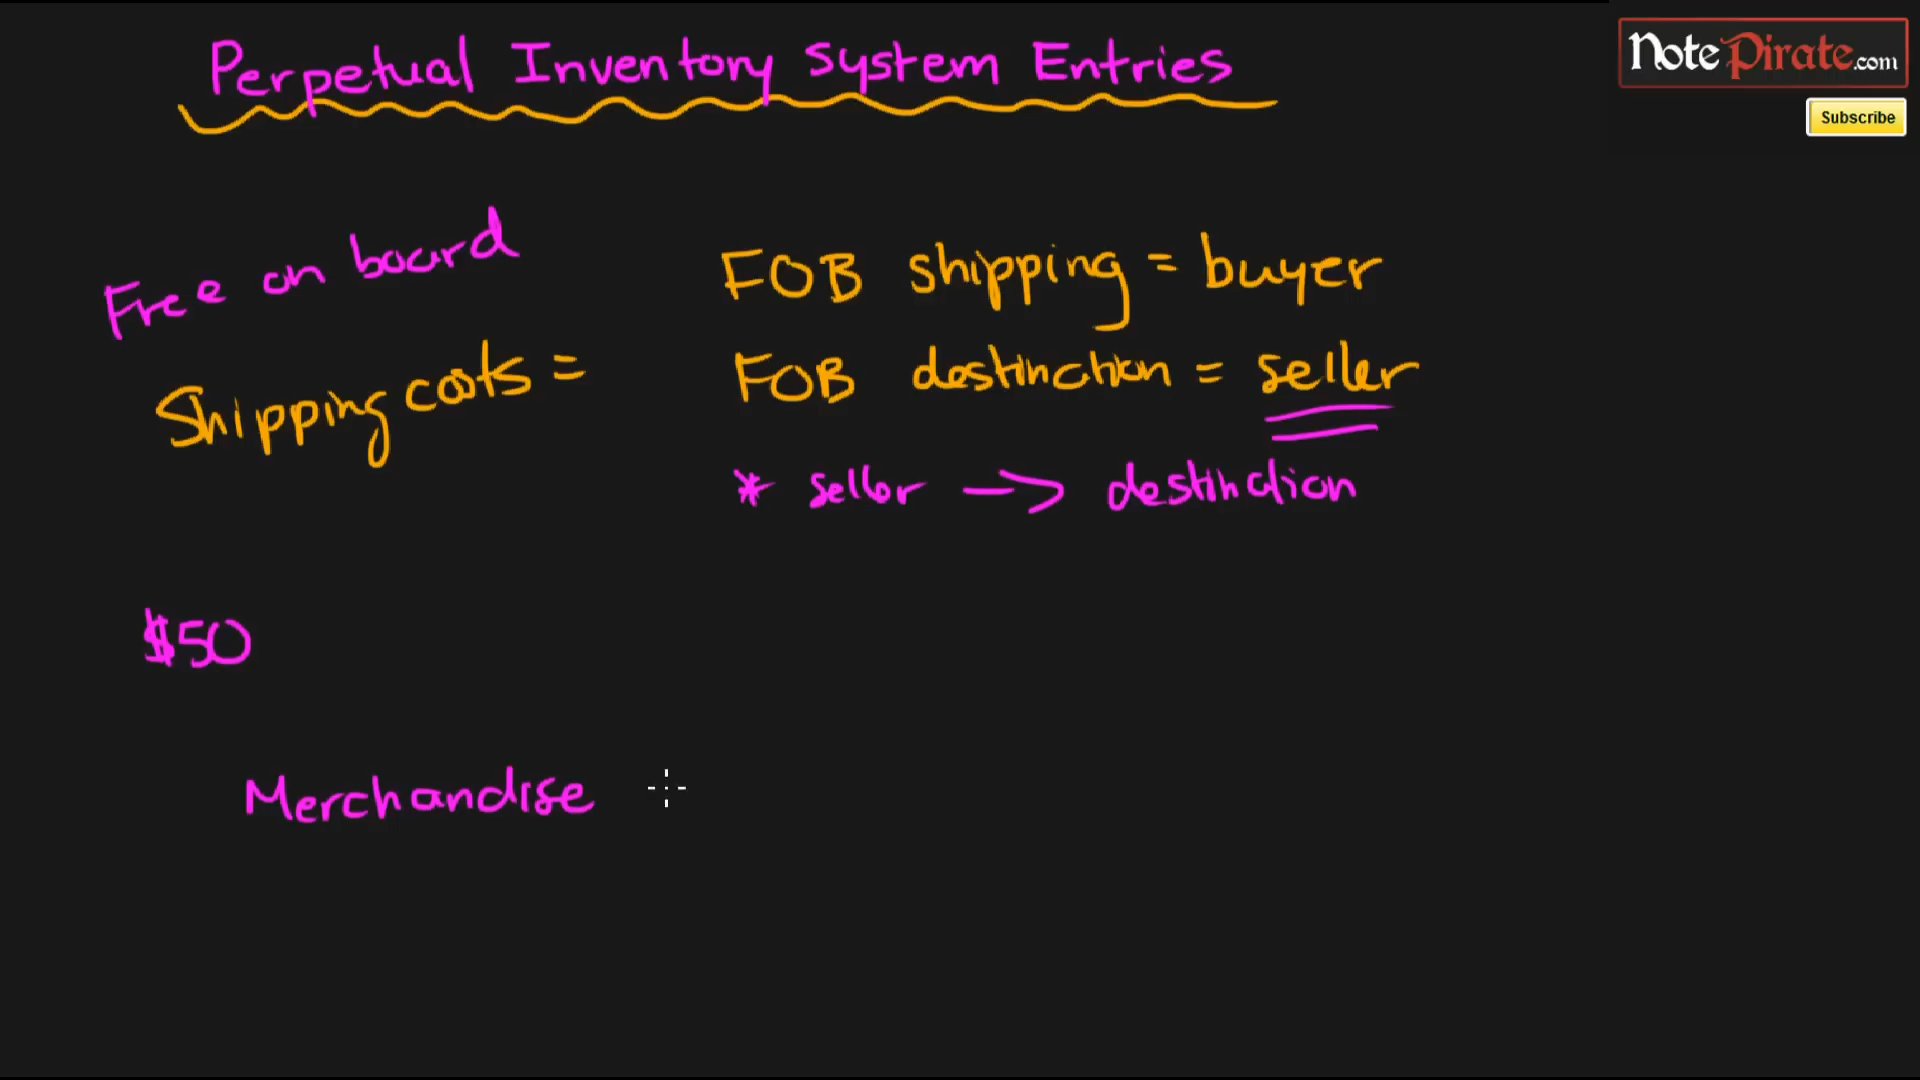 Perpetual Inventory System Entries
NotePirate.com
Subscribe
Free on board
Shipping costs =
FOB shipping = buyer
FOB destination = seller
* seller → destination
$50
Merchandise